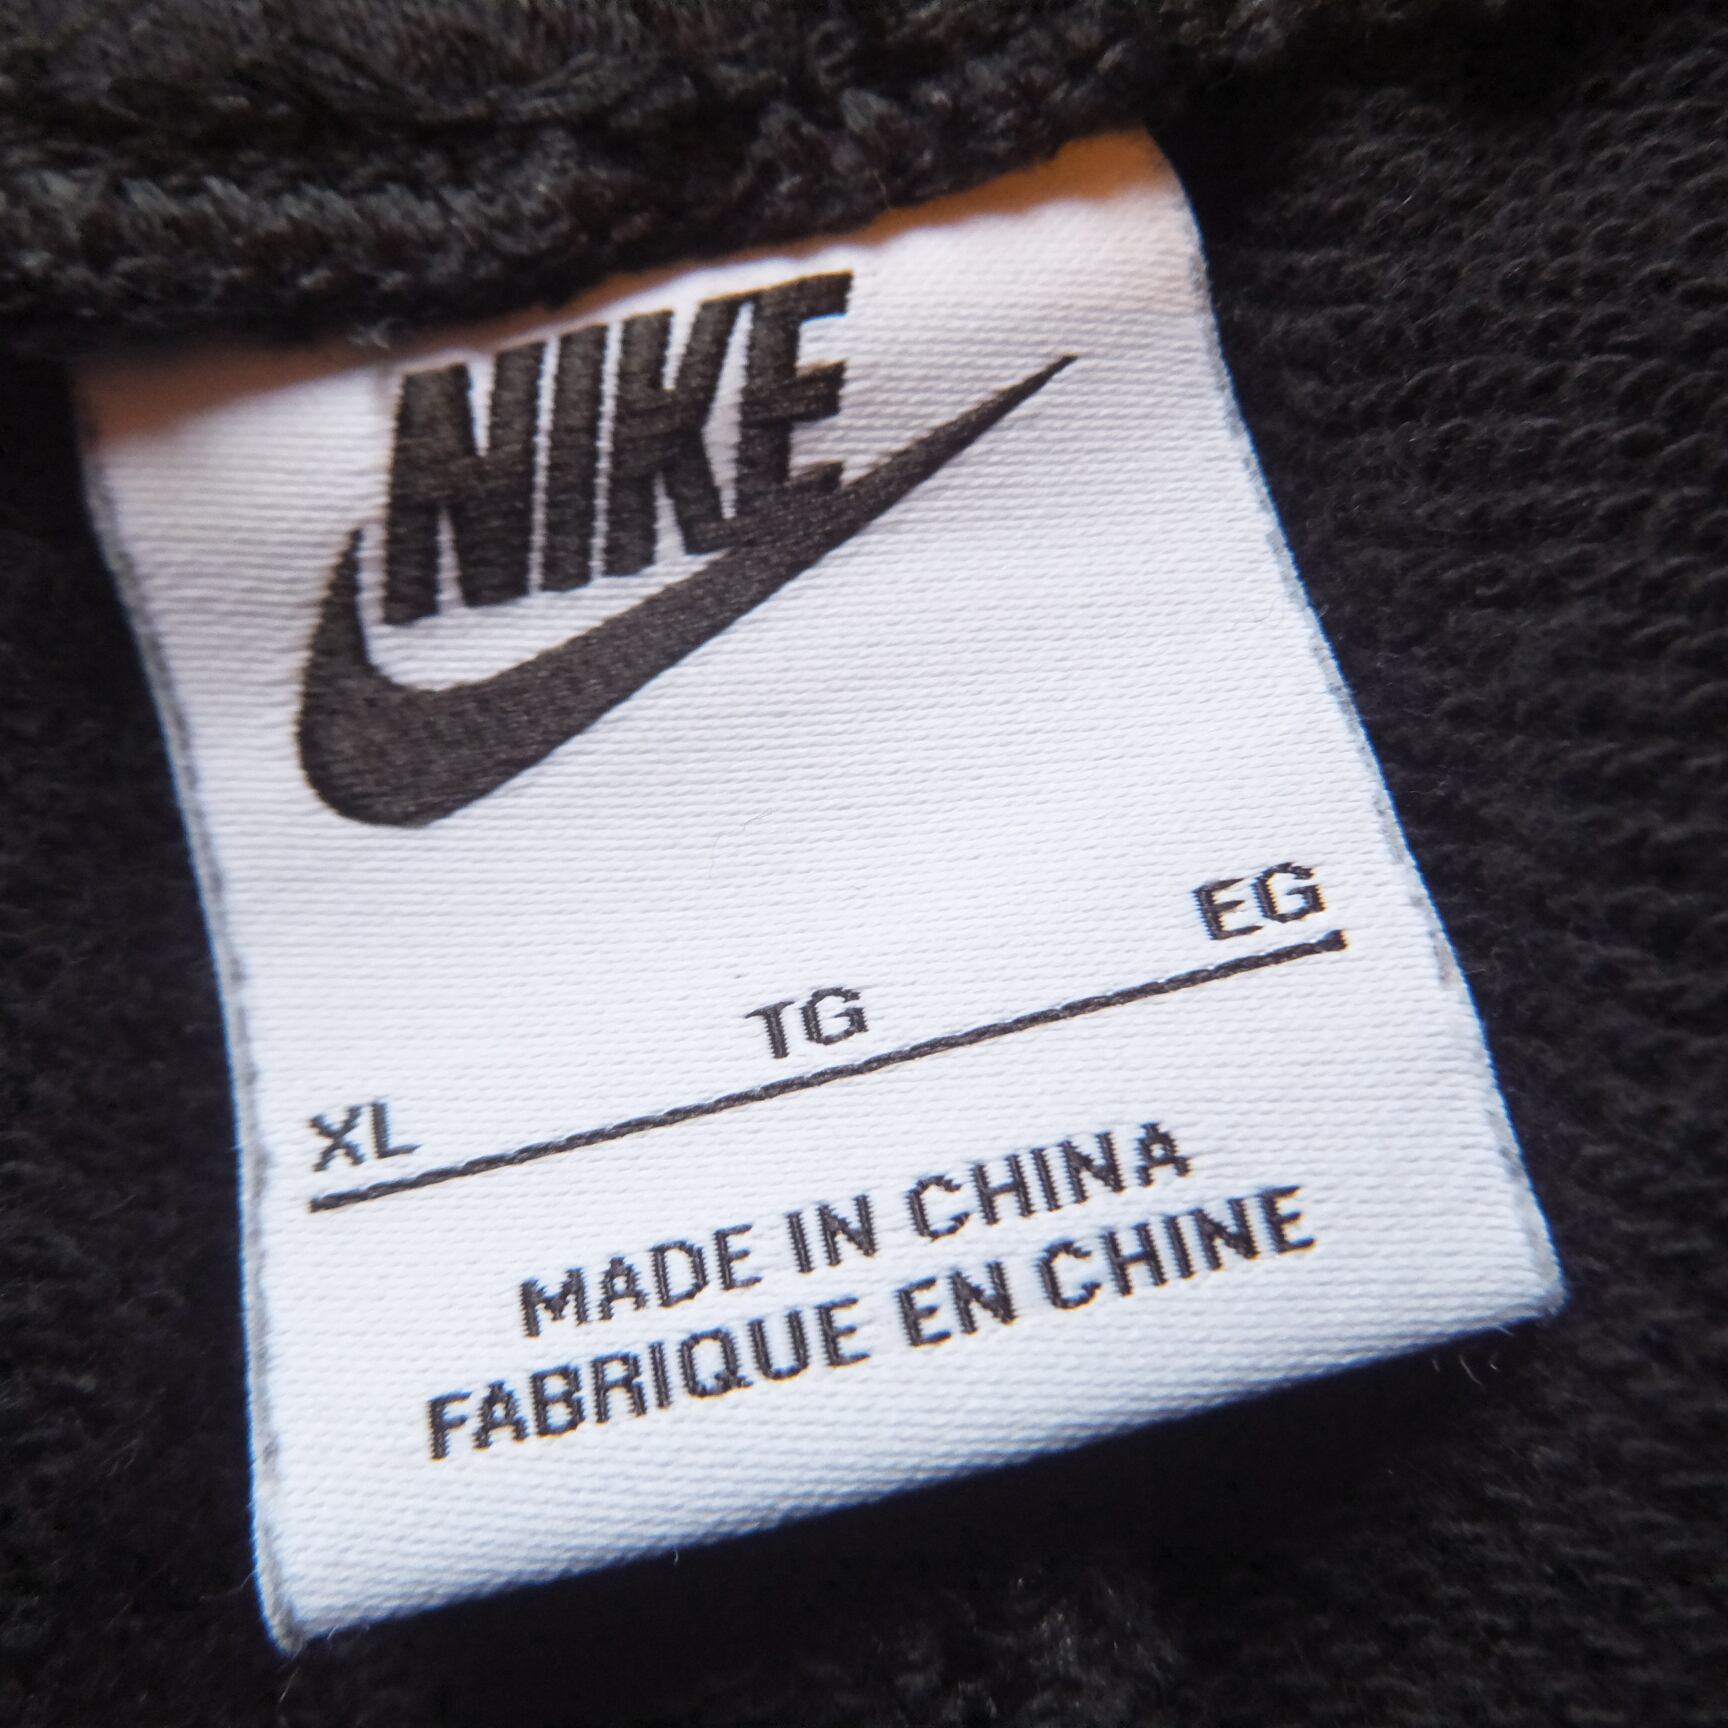 NIKE
XL TG EG
MADE IN CHINA
FABRIQUE EN CHINE